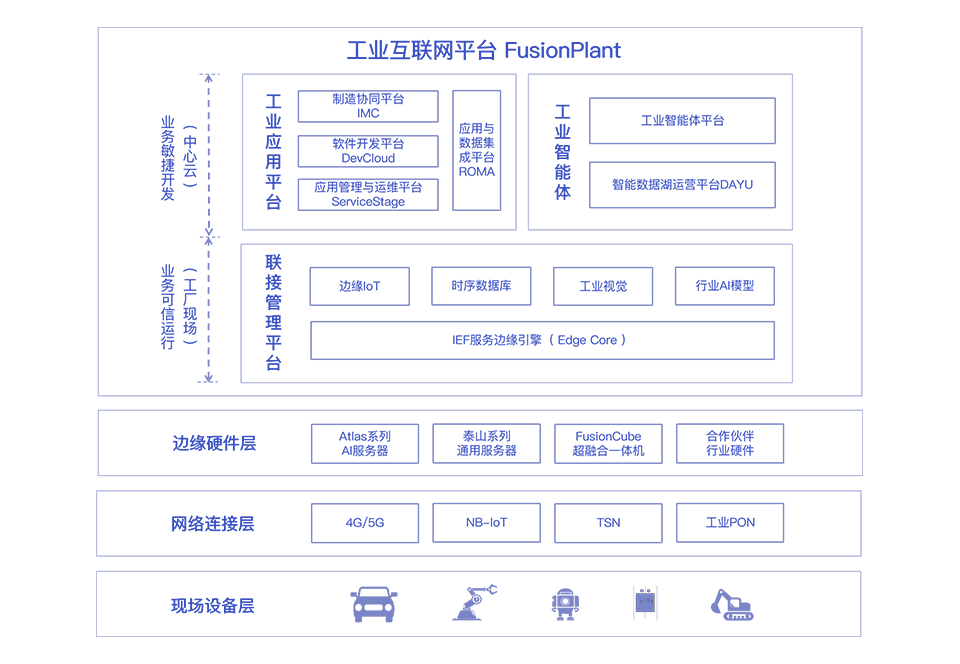 工业互联网平台 FusionPlant
业务敏捷开发
（中心云）
工业应用平台
制造协同平台
IMC
软件开发平台
DevCloud
应用管理与运维平台
ServiceStage
应用与
数据集
成平台
ROMA
工业智能体
工业智能体平台
智能数据湖运营平台DAYU
业务可信运行
（工厂现场）
联接管理平台
边缘IoT
时序数据库
工业视觉
行业AI模型
IEF服务边缘引擎（ Edge Core ）
边缘硬件层
Atlas系列
AI服务器
泰山系列
通用服务器
FusionCube
超融合一体机
合作伙伴
行业硬件
网络连接层
4G/5G
NB-IoT
TSN
工业PON
现场设备层